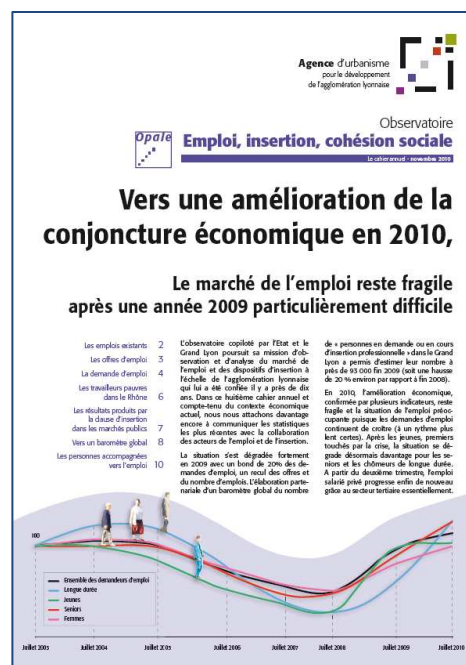 Agence d'urbanisme
pour le développement
de l'agglomération lyonnaise
Observatoire
Opale
Emploi, insertion, cohésion sociale
Le cahier annuel - novembre 2010
Vers une amélioration de la
conjoncture économique en 2010,
Le marché de l'emploi reste fragile
après une année 2009 particulièrement difficile
Les emplois existants 2
Les offres d'emploi 3
La demande d'emploi 4
Les travailleurs pauvres
dans le Rhône 6
Les résultats produits par
la clause d'insertion
dans les marchés publics 7
Vers un baromètre global 8
Les personnes accompagnées
vers l'emploi 10
L'observatoire copiloté par l'Etat et le
Grand Lyon poursuit sa mission d'ob-
servation et d'analyse du marché de
l'emploi et des dispositifs d'insertion à
l'échelle de l'agglomération lyonnaise
qui lui a été confiée il y a près de dix
ans. Dans ce huitième cahier annuel et
compte-tenu du contexte économique
actuel, nous nous attachons davantage
encore à communiquer les statistiques
les plus récentes avec la collaboration
des acteurs de l'emploi et de l'insertion.
La situation s'est dégradée fortement
en 2009 avec un bond de 20% des de-
mandes d'emploi, un recul des offres et
du nombre d'emplois. L'élaboration parte-
nariale d'un baromètre global du nombre
de « personnes en demande ou en cours
d'insertion professionnelle » dans le Grand
Lyon a permis d'estimer leur nombre à
près de 93 000 fin 2009 (soit une hausse
de 20 % environ par rapport à fin 2008).
En 2010, l'amélioration économique,
confirmée par plusieurs indicateurs, reste
fragile et la situation de l'emploi préoc-
cupante puisque les demandes d'emploi
continuent de croître (à un rythme plus
lent certes). Après les jeunes, premiers
touchés par la crise, la situation se dé-
grade désormais davantage pour les se-
niors et les chômeurs de longue durée.
A partir du deuxième trimestre, l'emploi
salarié privé progresse enfin de nouveau
grâce au secteur tertiaire essentiellement.
100
Ensemble des demandeurs d'emploi
Longue durée
Jeunes
Seniors
Femmes
Juillet 2003 Juillet 2004 Juillet 2005 Juillet 2006 Juillet 2007 Juillet 2008 Juillet 2009 Juillet 2010